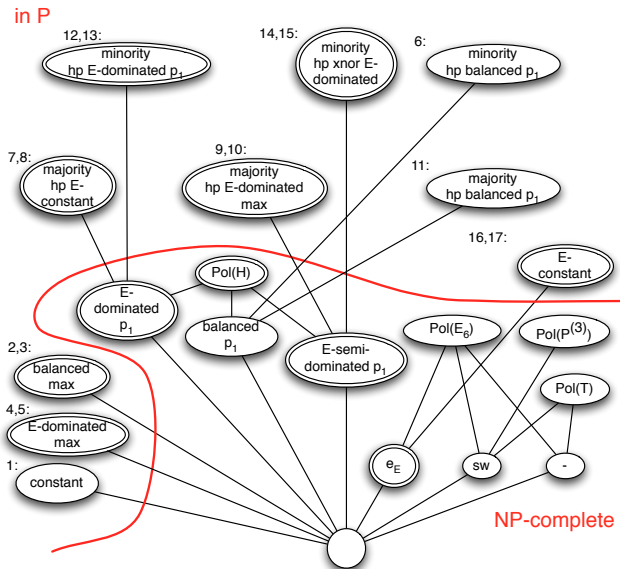 in P
12,13:
minority
hp E-dominated p₁
14,15:
minority
hp xnor E-
dominated
6:
minority
hp balanced p₁
7,8:
majority
hp E-
constant
9,10:
majority
hp E-dominated
max
11:
majority
hp balanced p₁
16,17:
E-
constant
E-
dominated
p₁
Pol(H)
balanced
p₁
E-semi-
dominated p₁
Pol(E₆)
Pol(P⁽³⁾)
Pol(T)
2,3:
balanced
max
4,5:
E-dominated
max
1:
constant
e_E
sw
-
NP-complete